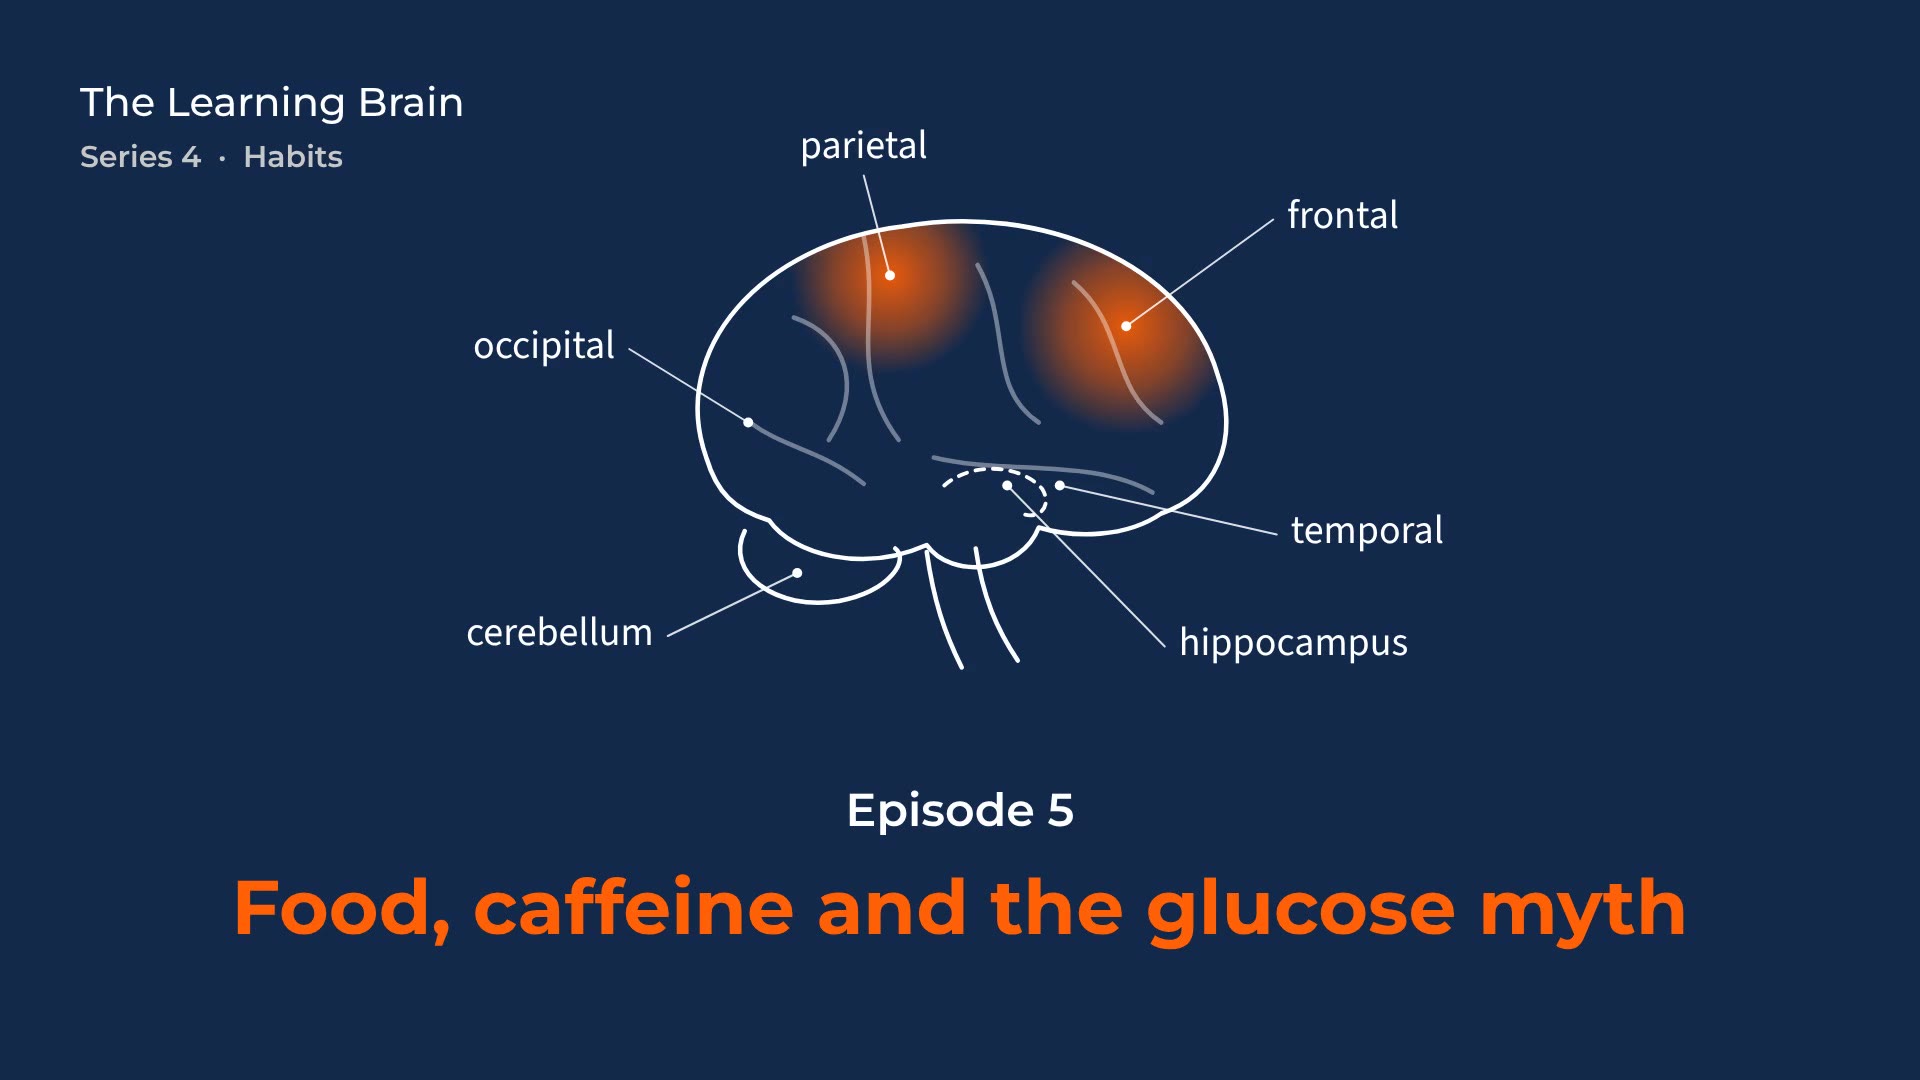 The Learning Brain
Series 4 · Habits
parietal
frontal
occipital
temporal
cerebellum
hippocampus
Episode 5
Food, caffeine and the glucose myth